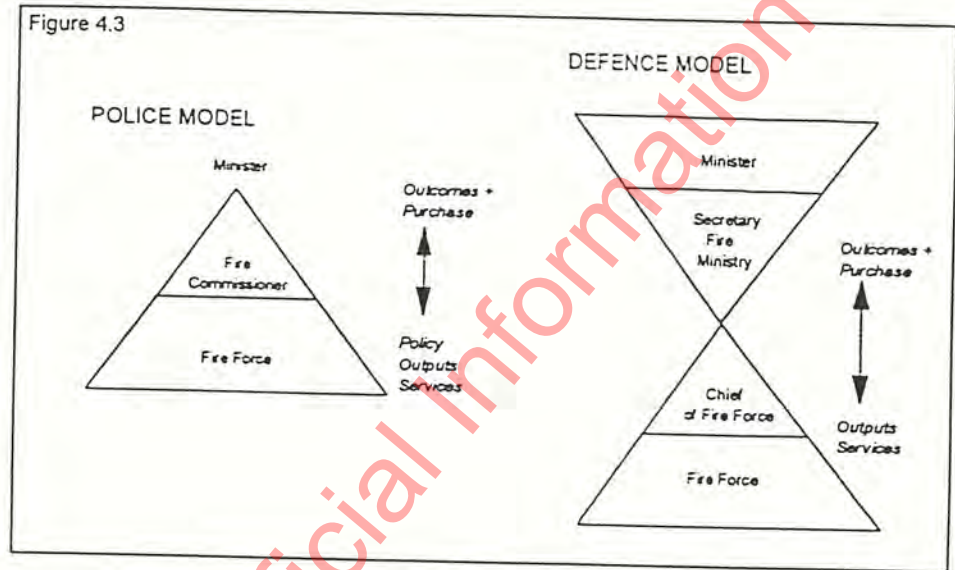 Figure 4.3
POLICE MODEL
Minister
Fire
Commissioner
Fire Force
Outcomes +
Purchase
Policy
Outputs
Services
DEFENCE MODEL
Minister
Secretary
Fire
Ministry
Chief
of Fire Force
Fire Force
Outcomes +
Purchase
Outputs
Services
Official Information